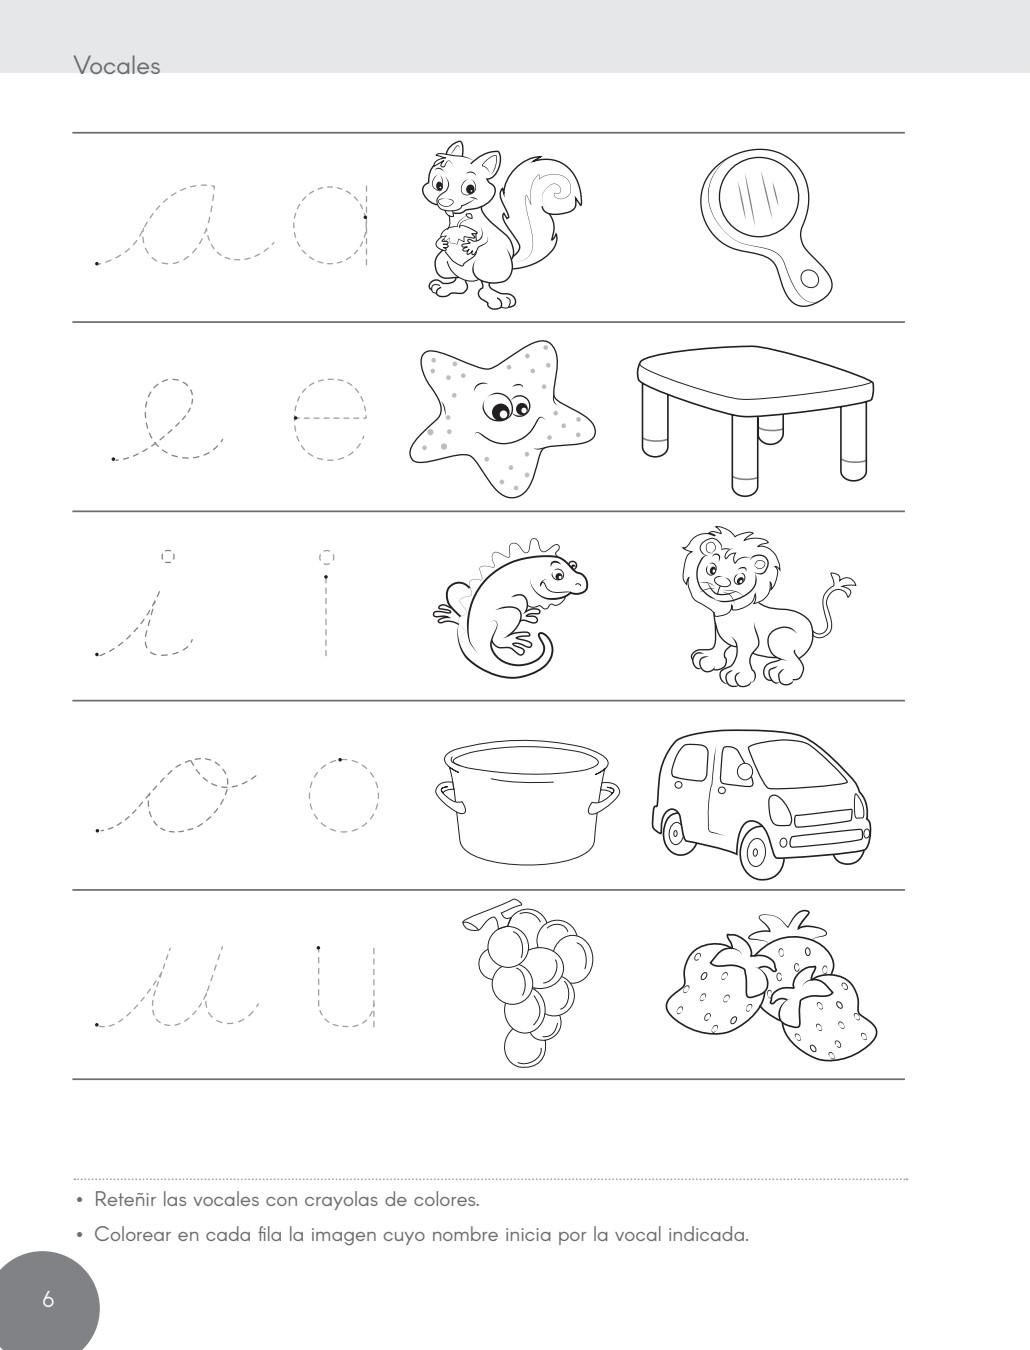 Vocales
a a
e e
i i
o o
u u
• Reteñir las vocales con crayolas de colores.
• Colorear en cada fila la imagen cuyo nombre inicia por la vocal indicada.
6